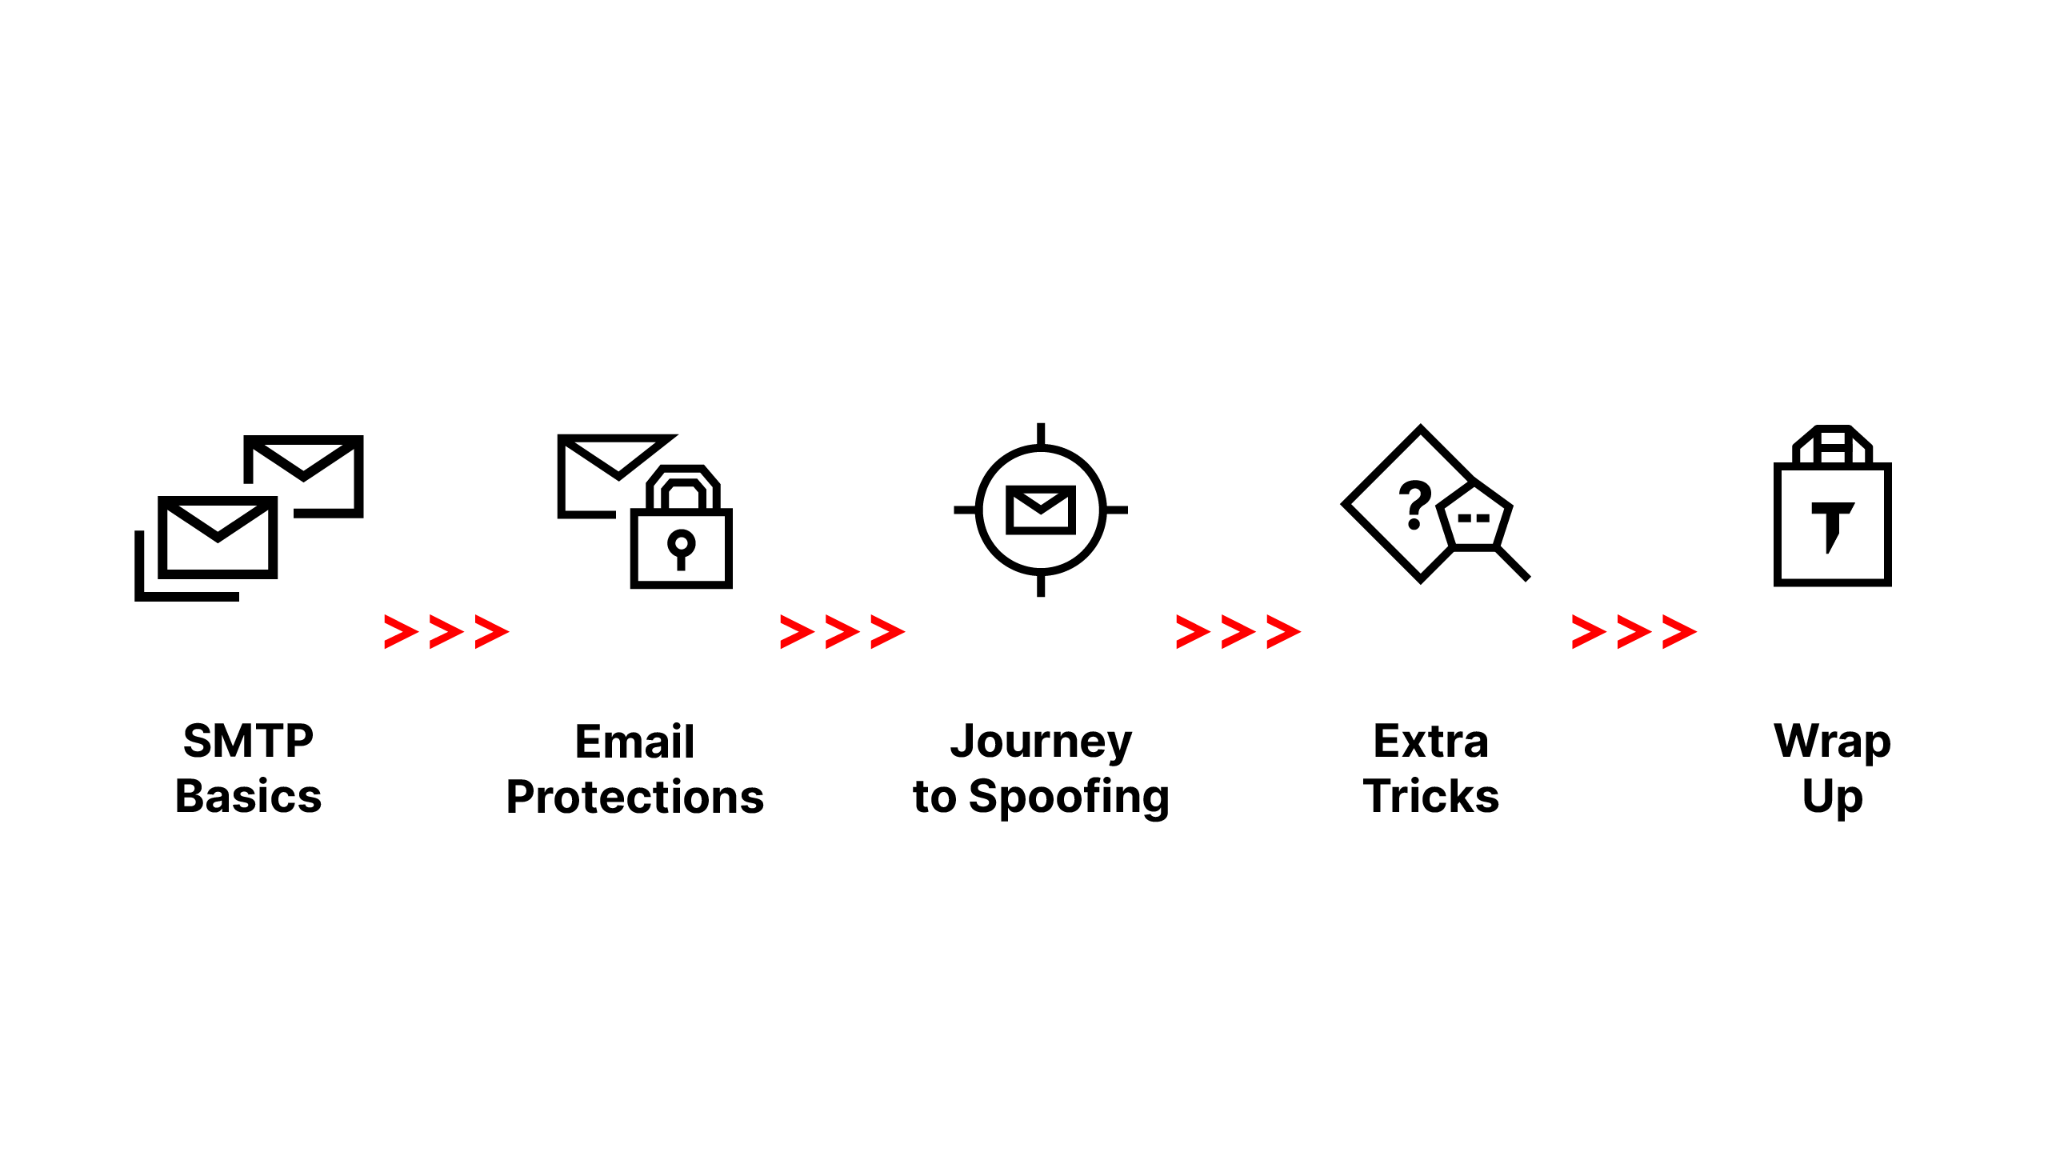 ?
T
>>>
>>>
>>>
>>>
SMTP
Basics
Email
Protections
Journey
to Spoofing
Extra
Tricks
Wrap
Up